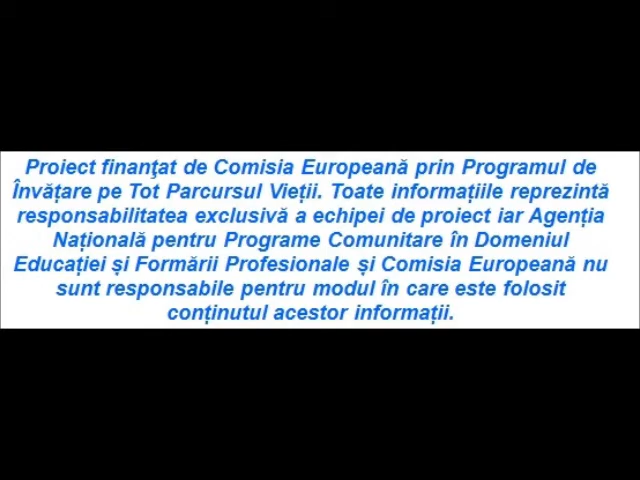 Proiect finanţat de Comisia Europeană prin Programul de
Învățare pe Tot Parcursul Vieții. Toate informațiile reprezintă
responsabilitatea exclusivă a echipei de proiect iar Agenția
Națională pentru Programe Comunitare în Domeniul
Educației și Formării Profesionale și Comisia Europeană nu
sunt responsabile pentru modul în care este folosit
conținutul acestor informații.